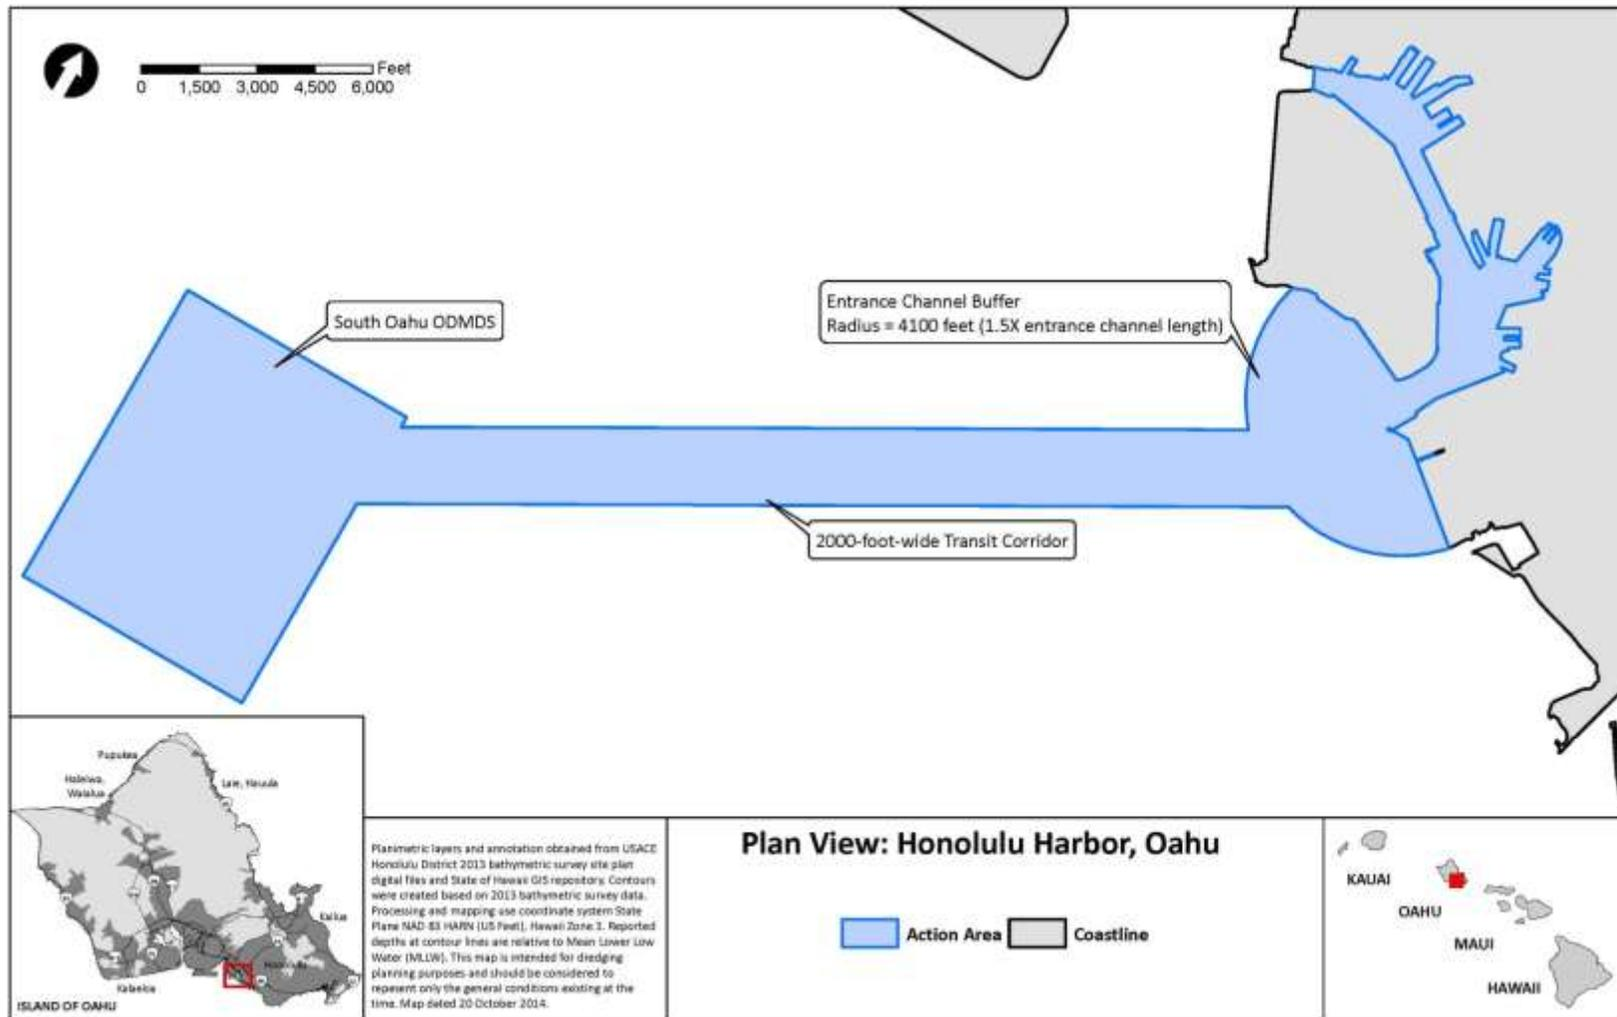 Feet
0 1,500 3,000 4,500 6,000
South Oahu ODMDS
Entrance Channel Buffer
Radius = 4100 feet (1.5X entrance channel length)
2000-foot-wide Transit Corridor
Pupukea
Haleiwa,
Waialua
Laie, Hauula
Kailua
Honolulu
Kalaeloa
ISLAND OF OAHU
Planimetric layers and annotation obtained from USACE
Honolulu District 2013 bathymetric survey site plan
digital files and State of Hawaii GIS repository. Contours
were created based on 2013 bathymetric survey data.
Processing and mapping use coordinate system State
Plane NAD 83 HARN (US Feet), Hawaii Zone 3. Reported
depths at contour lines are relative to Mean Lower Low
Water (MLLW). This map is intended for dredging
planning purposes and should be considered to
repesent only the general conditions existing at the
time. Map dated 20 October 2014.
Plan View: Honolulu Harbor, Oahu
Action Area
Coastline
KAUAI
OAHU
MAUI
HAWAII